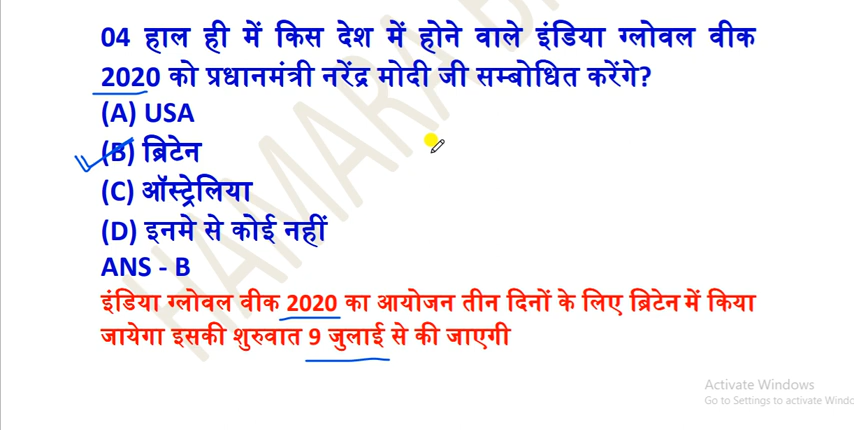 04 हाल ही में किस देश में होने वाले इंडिया ग्लोवल वीक
2020 को प्रधानमंत्री नरेंद्र मोदी जी सम्बोधित करेंगे?
(A) USA
(B) ब्रिटेन
(C) ऑस्ट्रेलिया
(D) इनमे से कोई नहीं
ANS - B
इंडिया ग्लोवल वीक 2020 का आयोजन तीन दिनों के लिए ब्रिटेन में किया
जायेगा इसकी शुरुवात 9 जुलाई से की जाएगी
HAMARA B
Activate Windows
Go to Settings to activate Windo